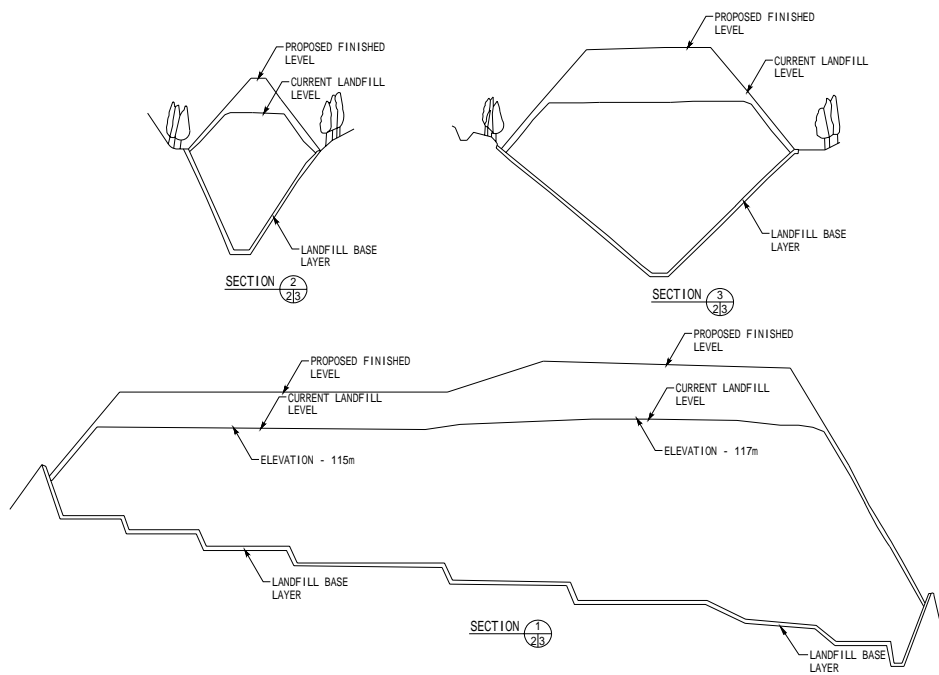 PROPOSED FINISHED
LEVEL
CURRENT LANDFILL
LEVEL
LANDFILL BASE
LAYER
SECTION 2
2|3
PROPOSED FINISHED
LEVEL
CURRENT LANDFILL
LEVEL
LANDFILL BASE
LAYER
SECTION 3
2|3
PROPOSED FINISHED
LEVEL
CURRENT LANDFILL
LEVEL
ELEVATION - 115m
PROPOSED FINISHED
LEVEL
CURRENT LANDFILL
LEVEL
ELEVATION - 117m
LANDFILL BASE
LAYER
SECTION 1
2|3
LANDFILL BASE
LAYER